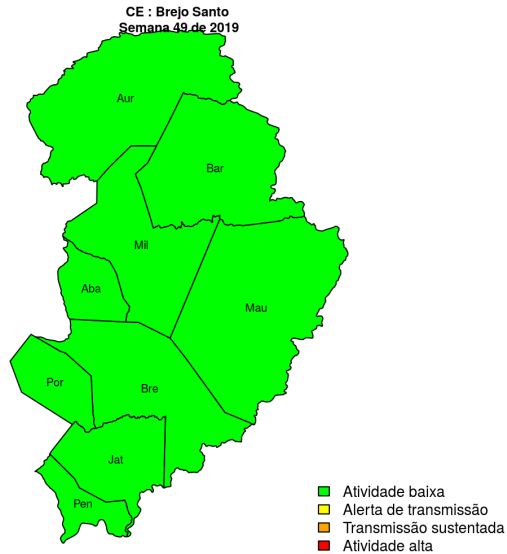 CE : Brejo Santo
Semana 49 de 2019
Aur
Bar
Mil
Aba
Mau
Por
Bre
Jat
Pen
Atividade baixa
Alerta de transmissão
Transmissão sustentada
Atividade alta